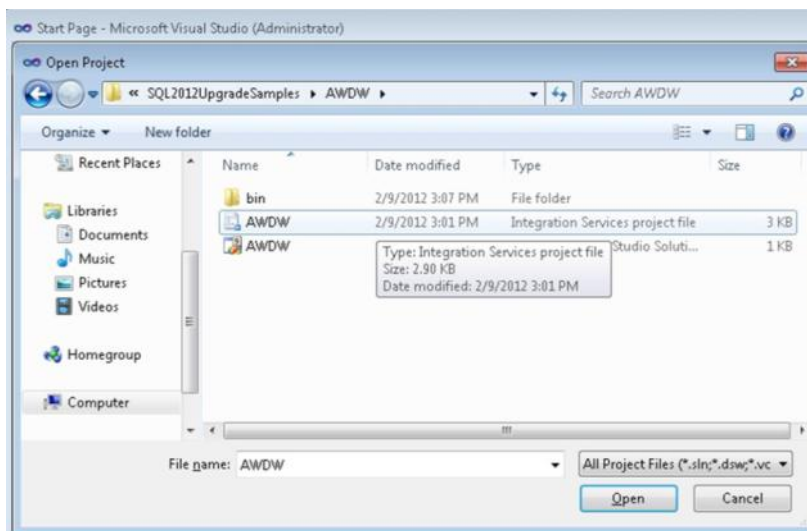 Start Page - Microsoft Visual Studio (Administrator)
Open Project
« SQL2012UpgradeSamples AWDW
Search AWDW
Organize New folder
Name Date modified Type Size
Recent Places
Libraries
Documents
Music
Pictures
Videos
Homegroup
Computer
bin 2/9/2012 3:07 PM File folder
AWDW 2/9/2012 3:01 PM Integration Services project file 3 KB
AWDW Studio Soluti... 1 KB
Type: Integration Services project file
Size: 2.90 KB
Date modified: 2/9/2012 3:01 PM
File name: AWDW
All Project Files (*.sln;*.dsw;*.vc
Open Cancel